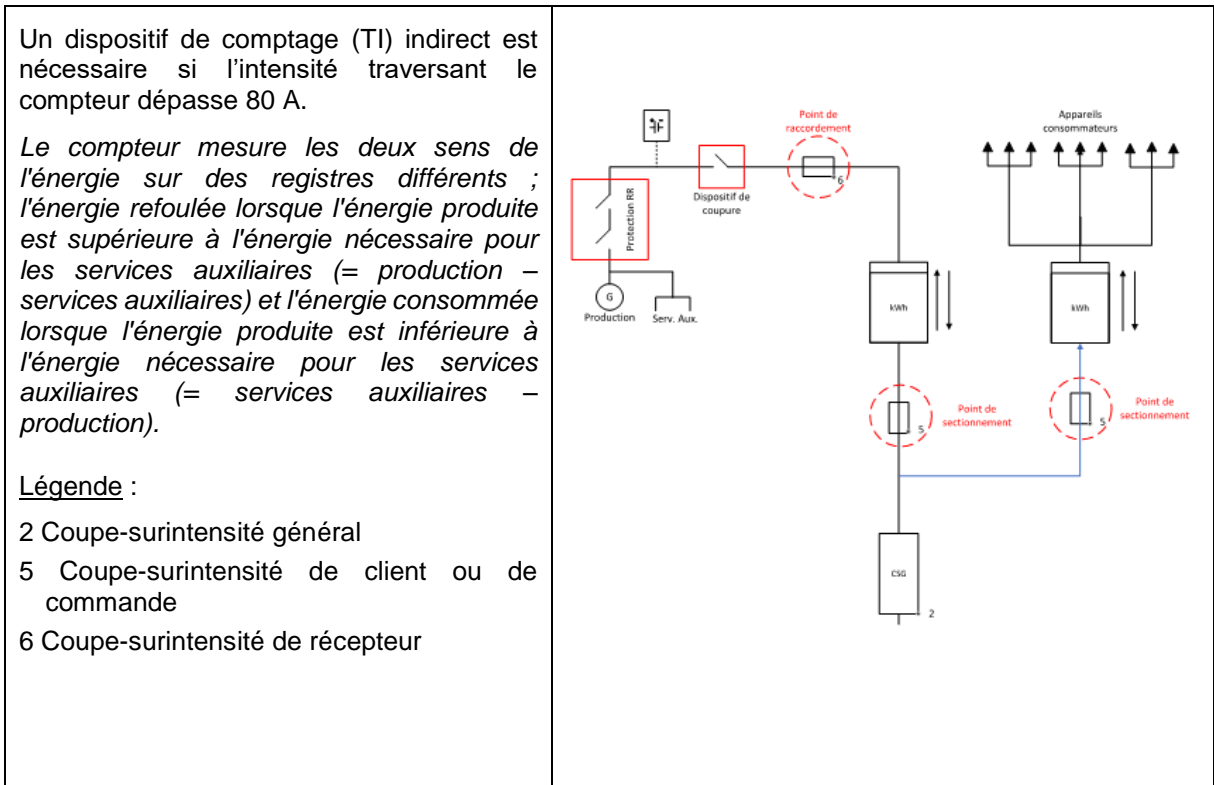 Un dispositif de comptage (TI) indirect est
nécessaire si l'intensité traversant le
compteur dépasse 80 A.
Le compteur mesure les deux sens de
l'énergie sur des registres différents ;
l'énergie refoulée lorsque l'énergie produite
est supérieure à l'énergie nécessaire pour
les services auxiliaires (= production –
services auxiliaires) et l'énergie consommée
lorsque l'énergie produite est inférieure à
l'énergie nécessaire pour les services
auxiliaires (= services auxiliaires –
production).
Légende :
2 Coupe-surintensité général
5 Coupe-surintensité de client ou de
commande
6 Coupe-surintensité de récepteur
Point de
raccordement
6
Dispositif de
coupure
Protection RR
G
Production
Serv. Aux.
Appareils
consommateurs
kWh
kWh
5
Point de
sectionnement
5
Point de
sectionnement
CSG
2